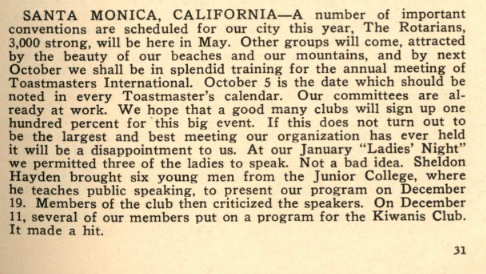 SANTA MONICA, CALIFORNIA—A number of important
conventions are scheduled for our city this year, The Rotarians,
3,000 strong, will be here in May. Other groups will come, attracted
by the beauty of our beaches and our mountains, and by next
October we shall be in splendid training for the annual meeting of
Toastmasters International. October 5 is the date which should be
noted in every Toastmaster's calendar. Our committees are al-
ready at work. We hope that a good many clubs will sign up one
hundred percent for this big event. If this does not turn out to
be the largest and best meeting our organization has ever held
it will be a disappointment to us. At our January "Ladies' Night"
we permitted three of the ladies to speak. Not a bad idea. Sheldon
Hayden brought six young men from the Junior College, where
he teaches public speaking, to present our program on December
19. Members of the club then criticized the speakers. On December
11, several of our members put on a program for the Kiwanis Club.
It made a hit.
31